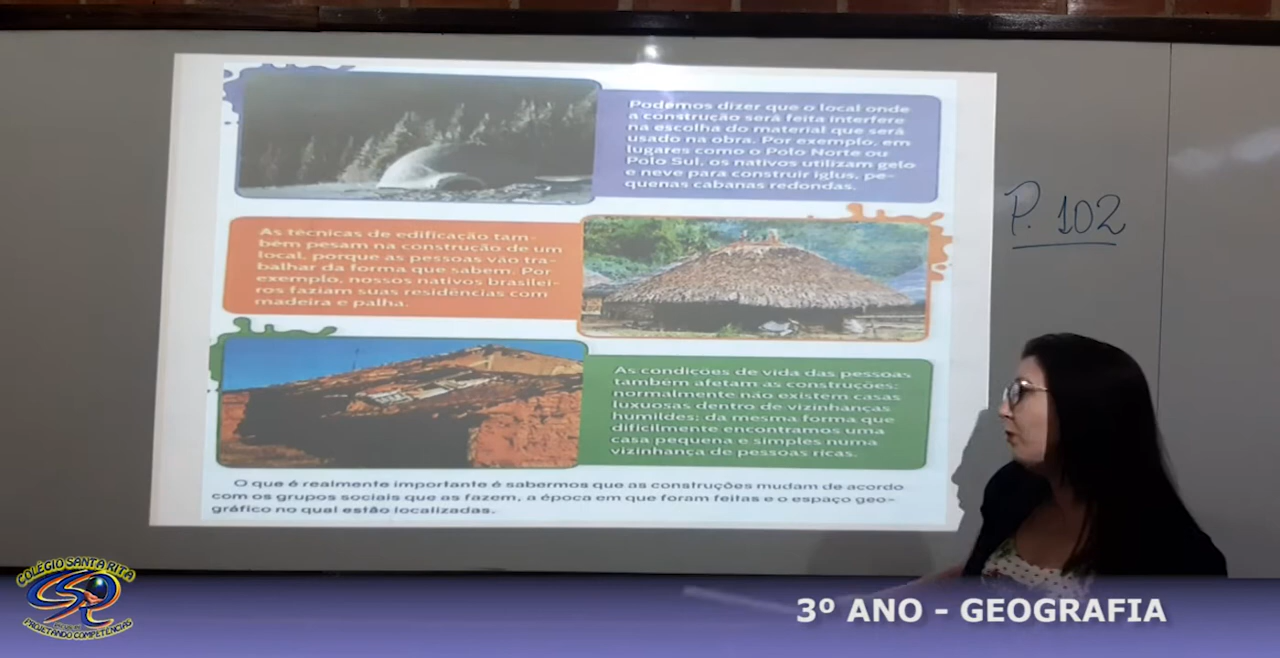 Podemos dizer que o local onde
a construção será feita interfere
na escolha do material que será
usado na obra. Por exemplo, em
lugares como o Polo Norte ou
Polo Sul, os nativos utilizam gelo
e neve para construir iglus, pe-
quenas cabanas redondas.
P. 102
As técnicas de edificação tam-
bém pesam na construção de um
local, porque as pessoas vão tra-
balhar da forma que sabem. Por
exemplo, nossos nativos brasilei-
ros faziam suas residências com
madeira e palha.
As condições de vida das pessoas
também afetam as construções:
normalmente não existem casas
luxuosas dentro de vizinhanças
humildes; da mesma forma que
dificilmente encontramos uma
casa pequena e simples numa
vizinhança de pessoas ricas.
O que é realmente importante é sabermos que as construções mudam de acordo
com os grupos sociais que as fazem, a época em que foram feitas e o espaço geo-
gráfico no qual estão localizadas.
COLÉGIO SANTA RITA
PROJETANDO COMPETÊNCIAS
3º ANO - GEOGRAFIA